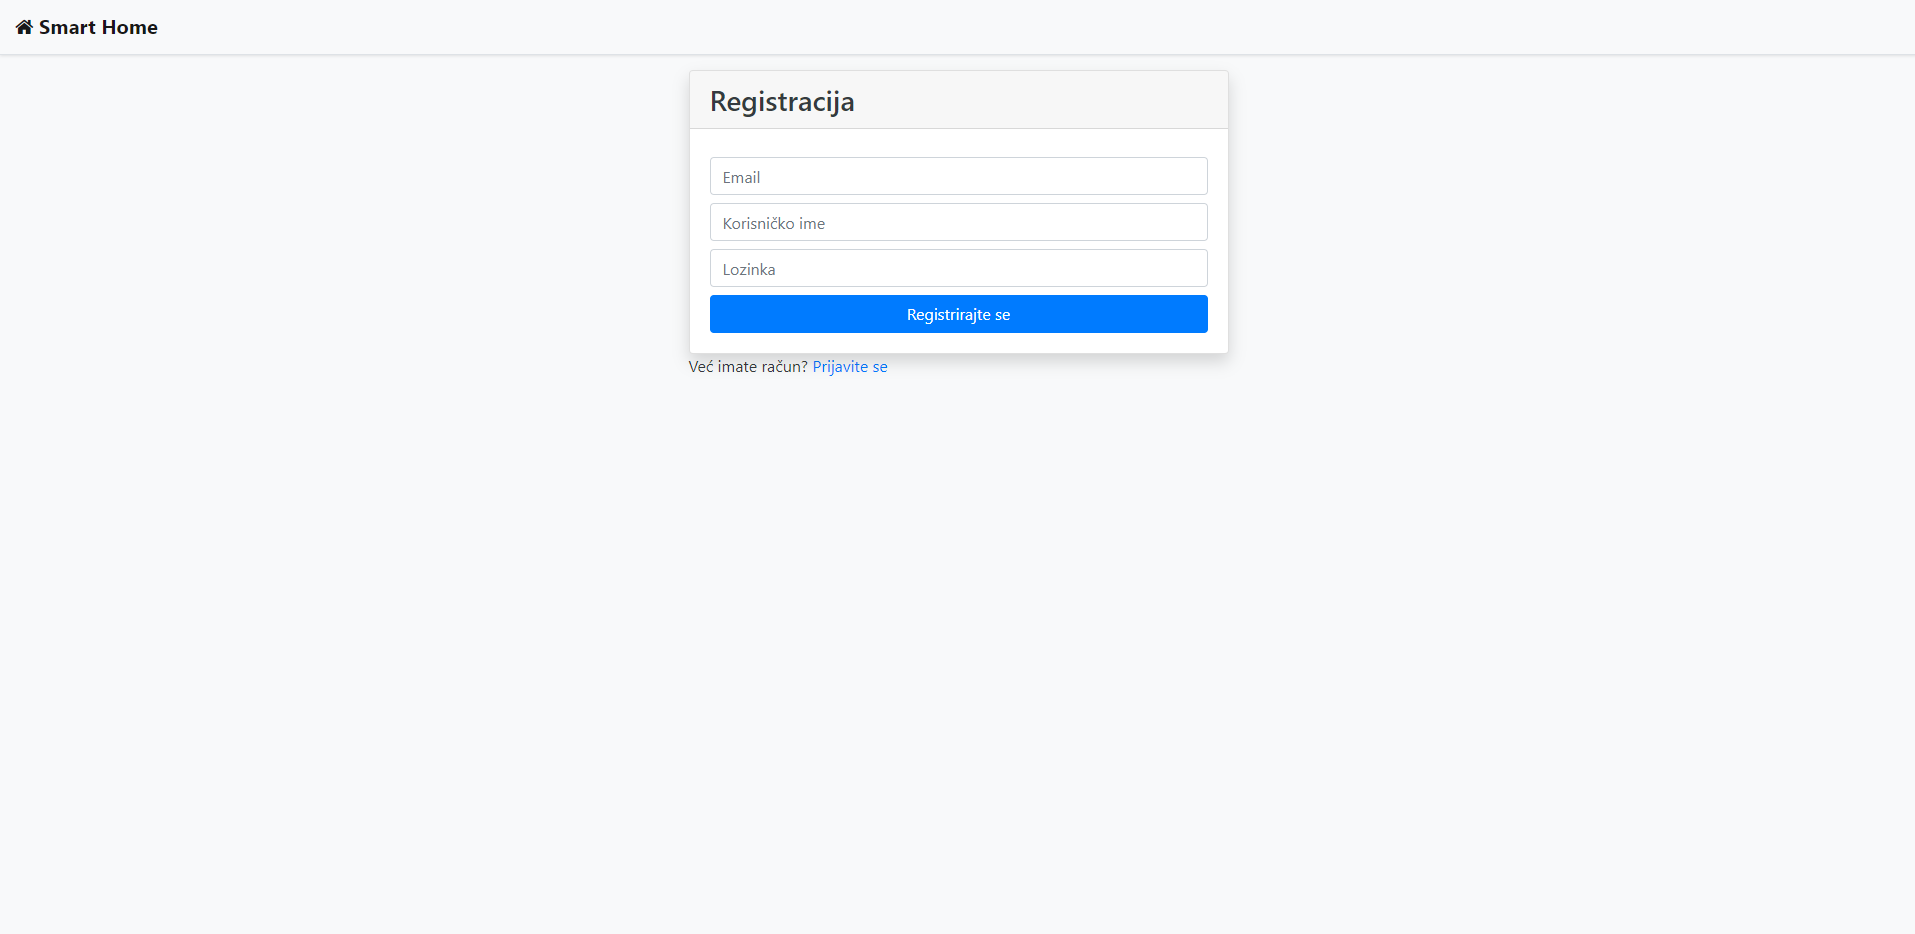 Smart Home
Registracija
Email
Korisničko ime
Lozinka
Registrirajte se
Već imate račun? Prijavite se